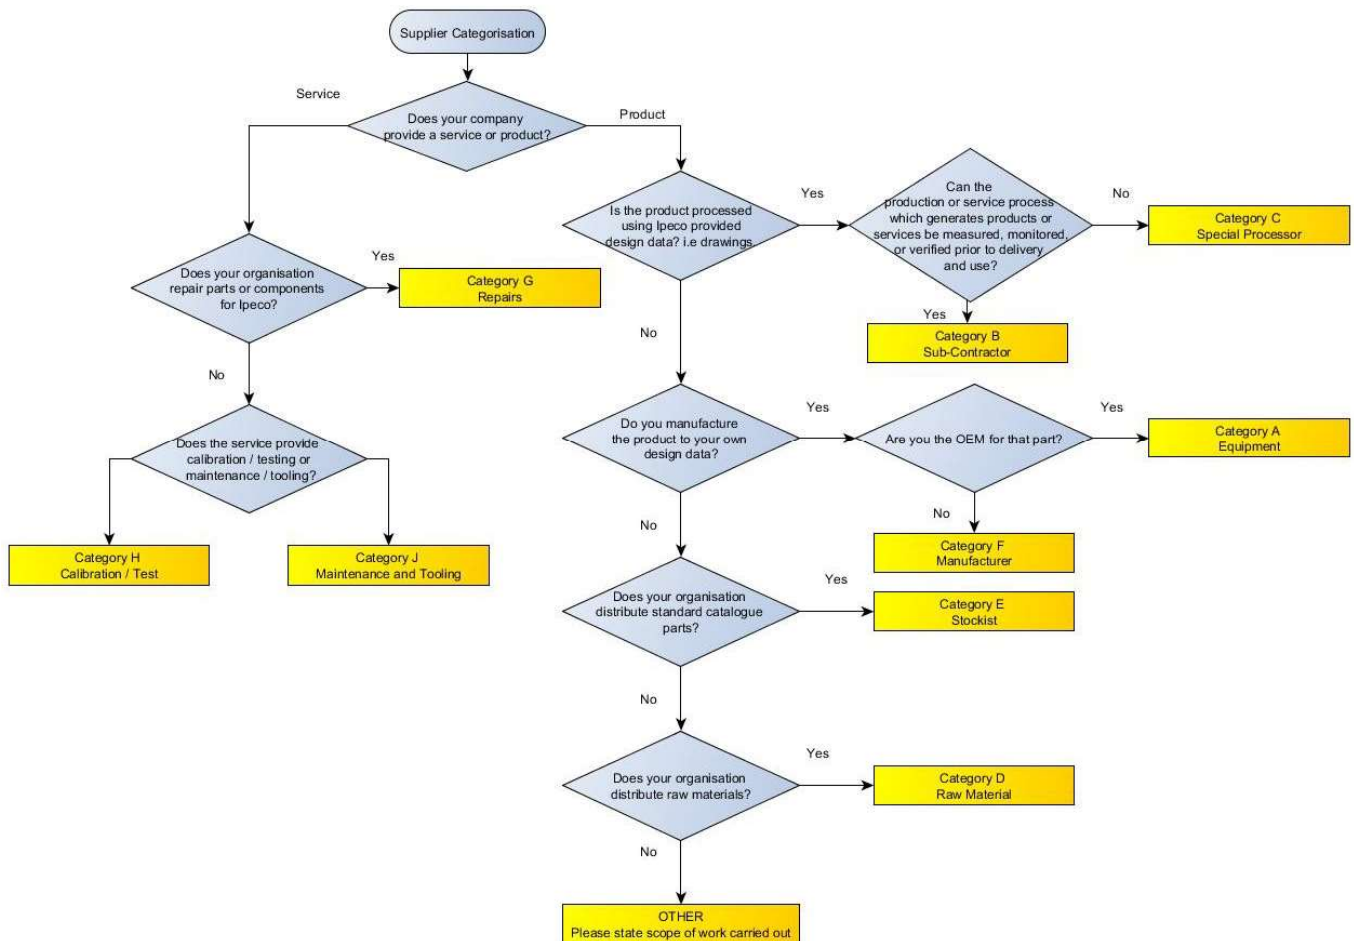 Supplier Categorisation
Service
Does your company
provide a service or product?
Product
Is the product processed
using Ipeco provided
design data? i.e drawings
Yes
Can the
production or service process
which generates products or
services be measured, monitored,
or verified prior to delivery
and use?
No
Category C
Special Processor
Yes
Category B
Sub-Contractor
Does your organisation
repair parts or components
for Ipeco?
Yes
Category G
Repairs
No
Does the service provide
calibration / testing or
maintenance / tooling?
Category H
Calibration / Test
Category J
Maintenance and Tooling
No
Do you manufacture
the product to your own
design data?
Yes
Are you the OEM for that part?
Yes
Category A
Equipment
No
Category F
Manufacturer
No
Does your organisation
distribute standard catalogue
parts?
Yes
Category E
Stockist
No
Does your organisation
distribute raw materials?
Yes
Category D
Raw Material
No
OTHER
Please state scope of work carried out